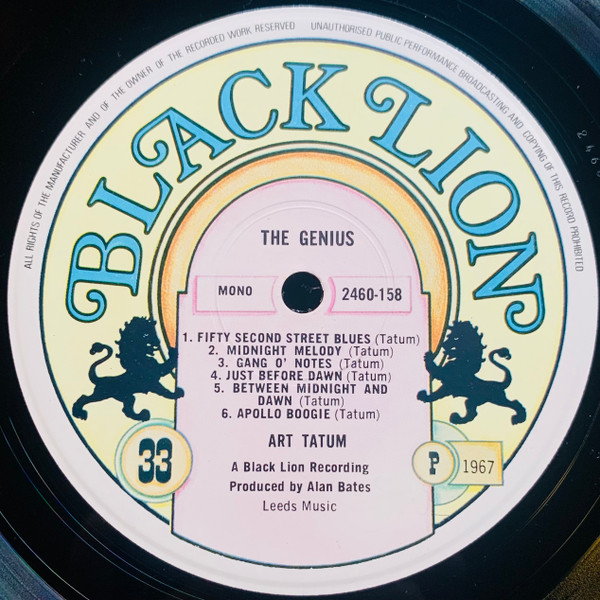 ALL RIGHTS OF THE MANUFACTURER AND OF THE OWNER OF THE RECORDED WORK RESERVED UNAUTHORISED PUBLIC PERFORMANCE BROADCASTING AND COPYING OF THIS RECORD PROHIBITED
BLACK LION
THE GENIUS
MONO
2460-158
1. FIFTY SECOND STREET BLUES (Tatum)
2. MIDNIGHT MELODY (Tatum)
3. GANG O' NOTES (Tatum)
4. JUST BEFORE DAWN (Tatum)
5. BETWEEN MIDNIGHT AND
DAWN (Tatum)
6. APOLLO BOOGIE (Tatum)
ART TATUM
33
P 1967
A Black Lion Recording
Produced by Alan Bates
Leeds Music